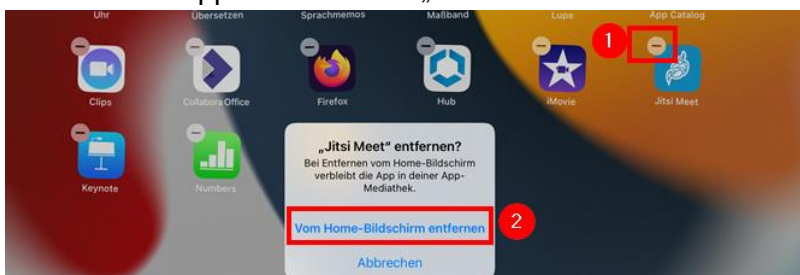 App
„
Uhr Übersetzen Sprachmemos Maßband Lupe App Catalog
1
Clips Collabora Office Firefox Hub iMovie Jitsi Meet
„Jitsi Meet“ entfernen?
Bei Entfernen vom Home-Bildschirm
verbleibt die App in deiner App-
Mediathek.
Keynote Numbers
Vom Home-Bildschirm entfernen 2
Abbrechen